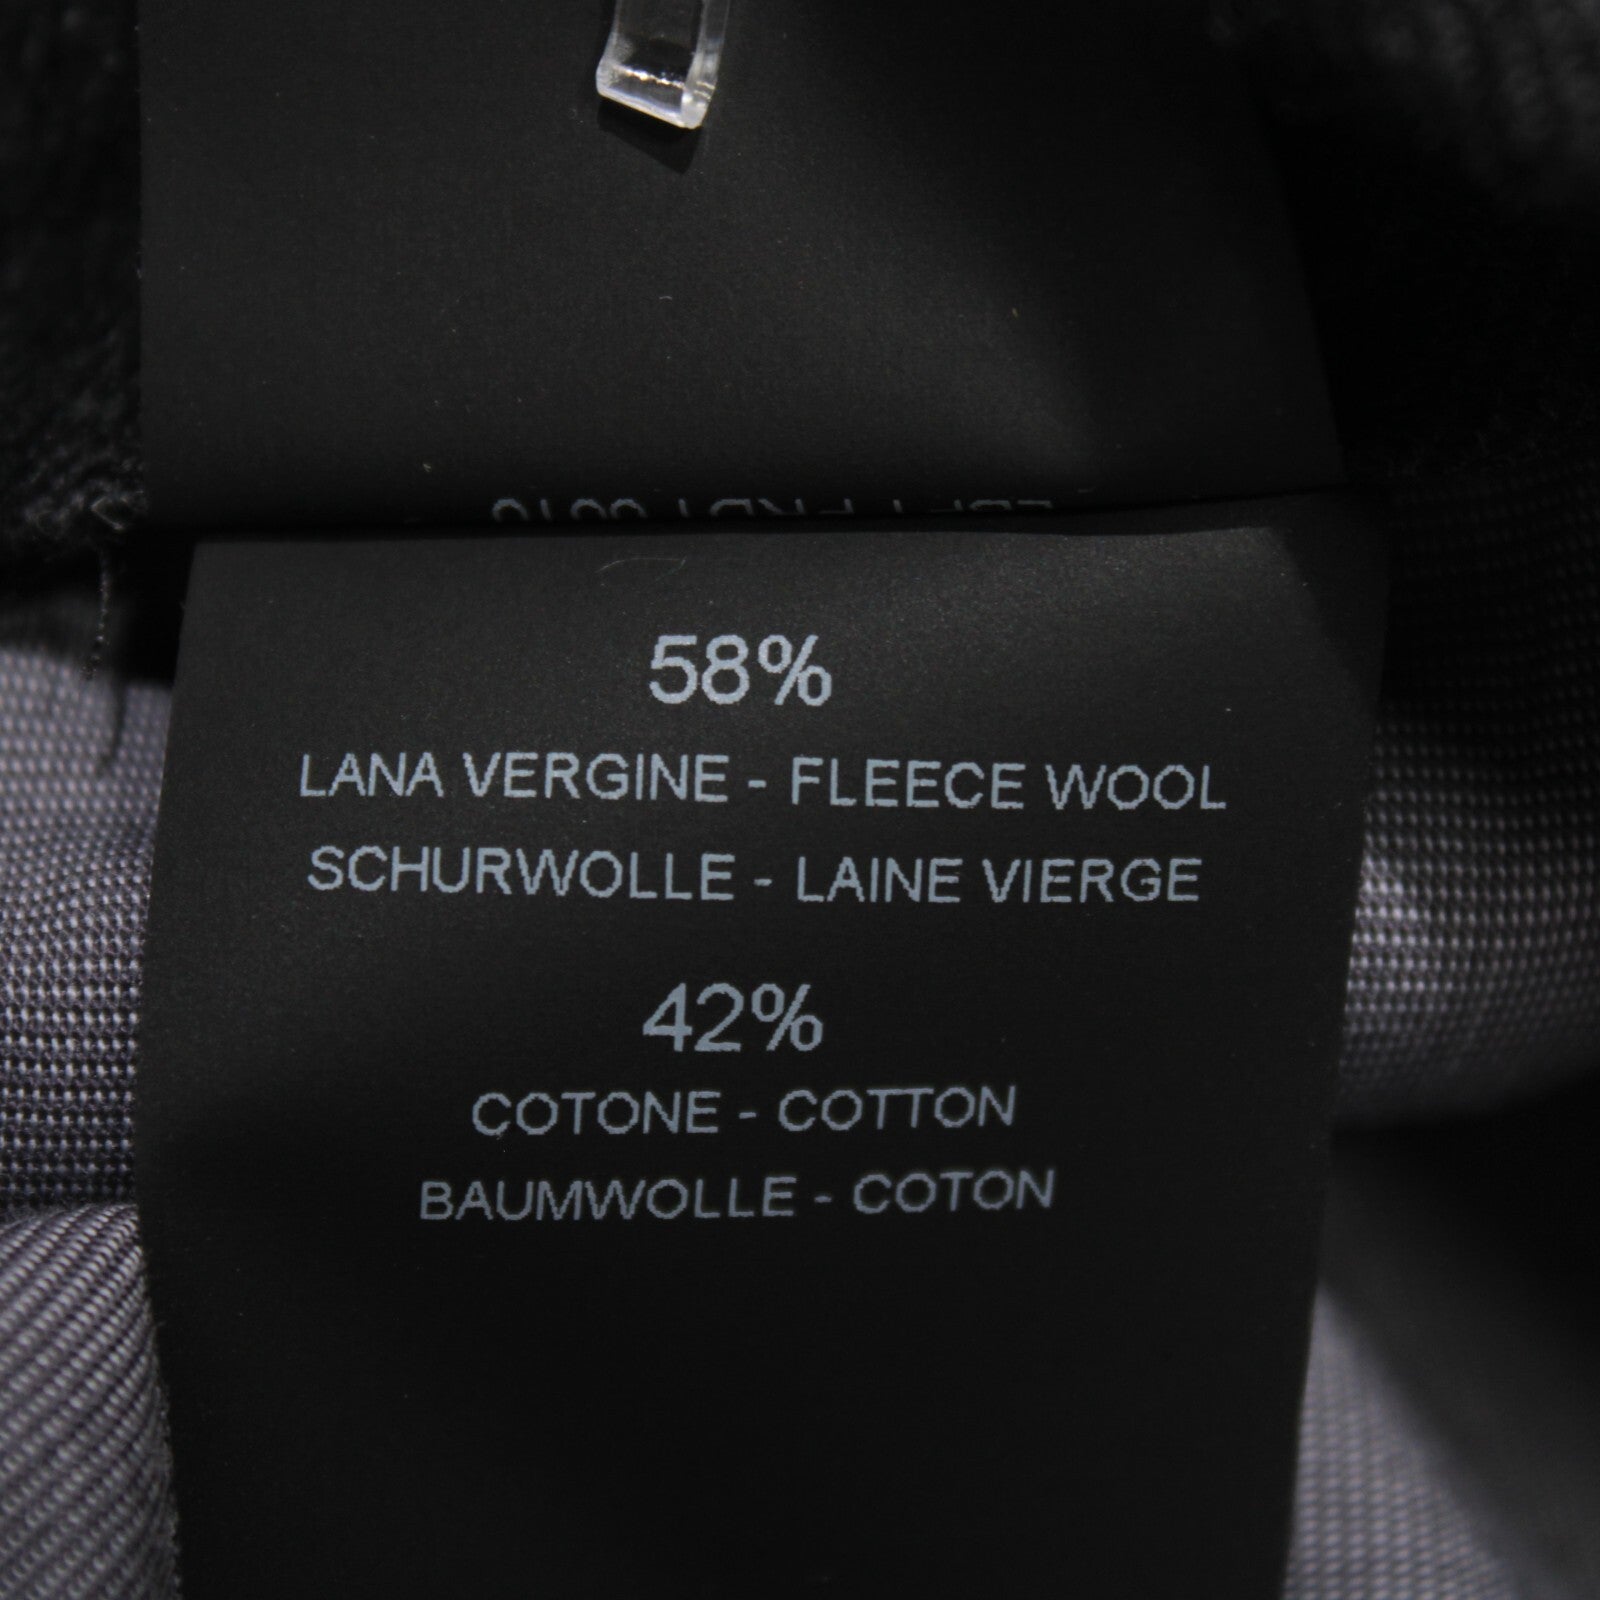 58%
LANA VERGINE - FLEECE WOOL
SCHURWOLLE - LAINE VIERGE
42%
COTONE - COTTON
BAUMWOLLE - COTON